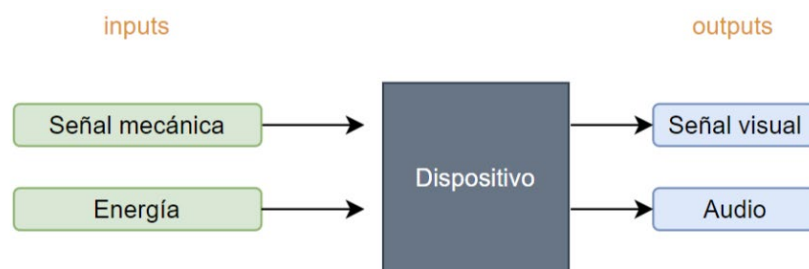 inputs
outputs
Señal mecánica
Señal visual
Dispositivo
Energía
Audio